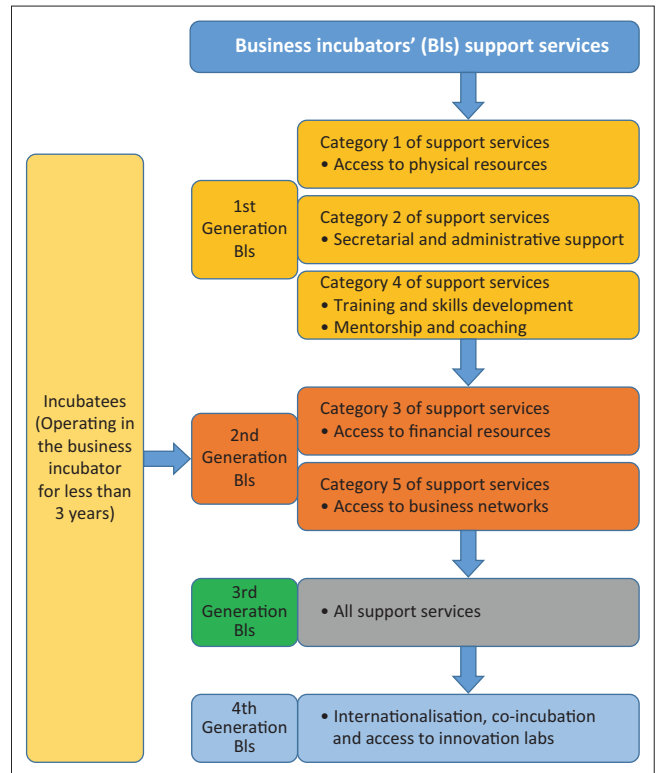 Business incubators' (BIs) support services
Category 1 of support services
• Access to physical resources
1st
Generation
BIs
Category 2 of support services
• Secretarial and administrative support
Category 4 of support services
• Training and skills development
• Mentorship and coaching
Incubatees
(Operating in
the business
incubator
for less than
3 years)
2nd
Generation
BIs
Category 3 of support services
• Access to financial resources
Category 5 of support services
• Access to business networks
3rd
Generation
BIs
• All support services
4th
Generation
BIs
• Internationalisation, co-incubation
and access to innovation labs